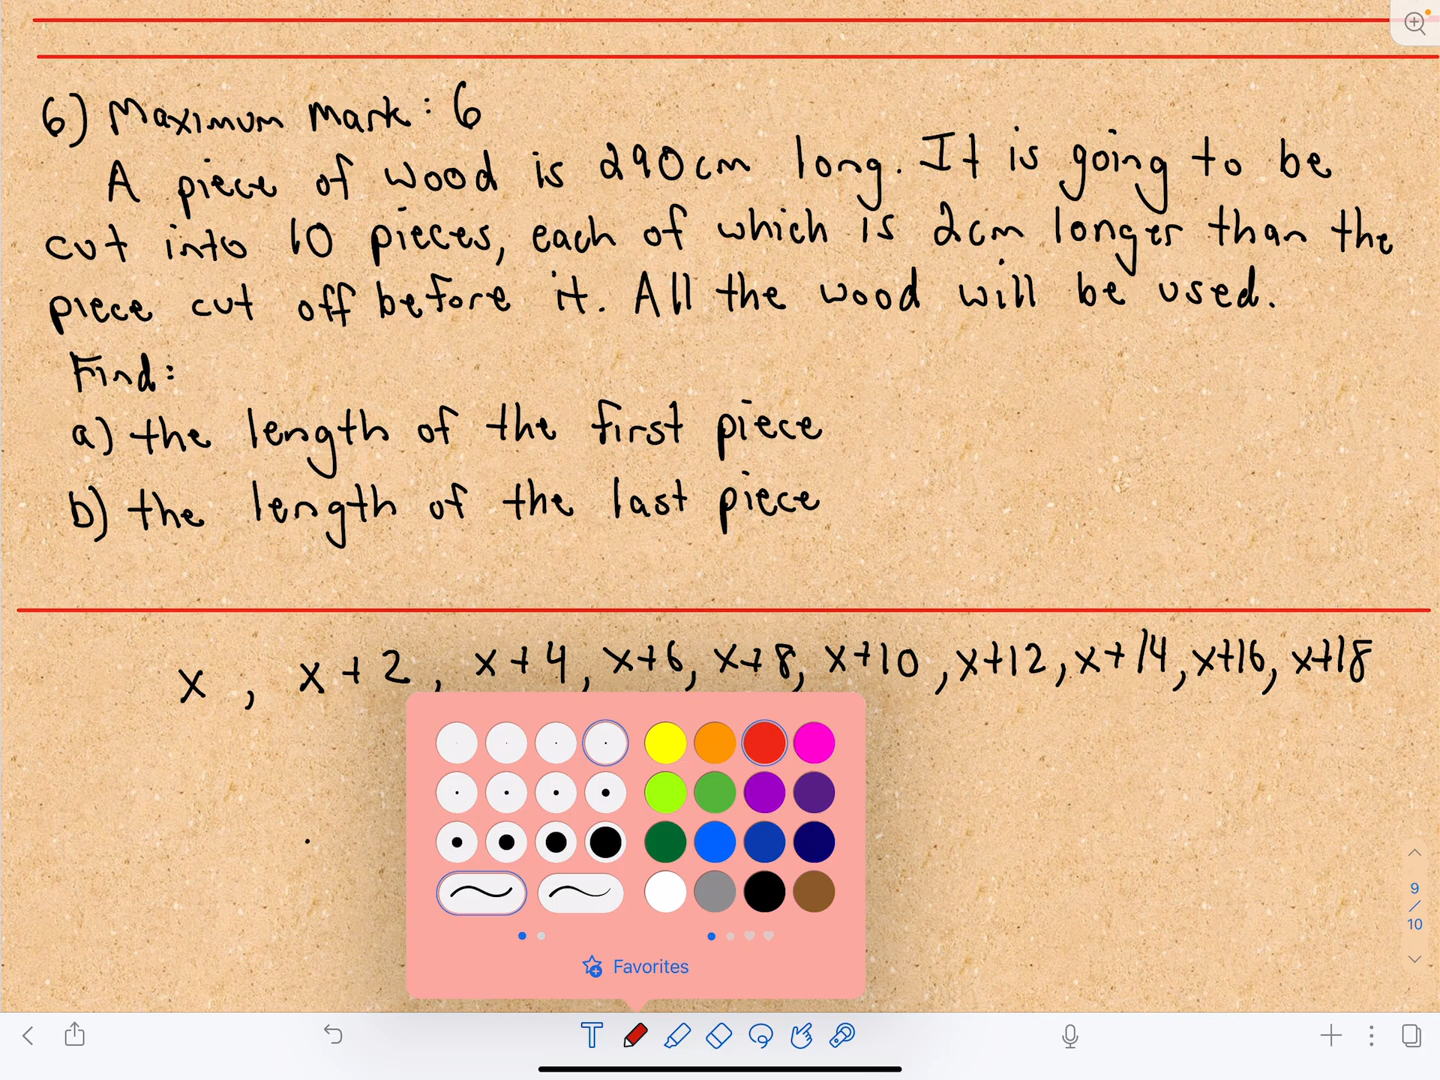 6) Maximum Mark: 6
A piece of wood is 290cm long. It is going to be
cut into 10 pieces, each of which is 2cm longer than the
piece cut off before it. All the wood will be used.
Find:
a) the length of the first piece
b) the length of the last piece
x, x+2, x+4, x+6, x+8, x+10, x+12, x+14, x+16, x+18
Favorites
9
/
10
T